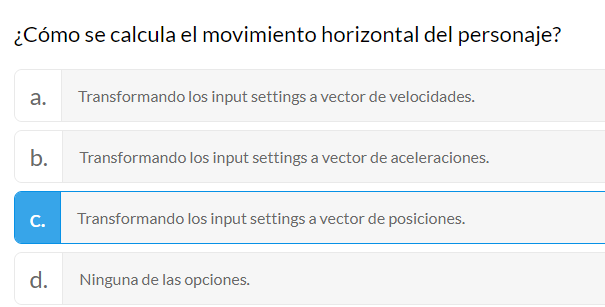 ¿Cómo se calcula el movimiento horizontal del personaje?
a. Transformando los input settings a vector de velocidades.
b. Transformando los input settings a vector de aceleraciones.
c. Transformando los input settings a vector de posiciones.
d. Ninguna de las opciones.